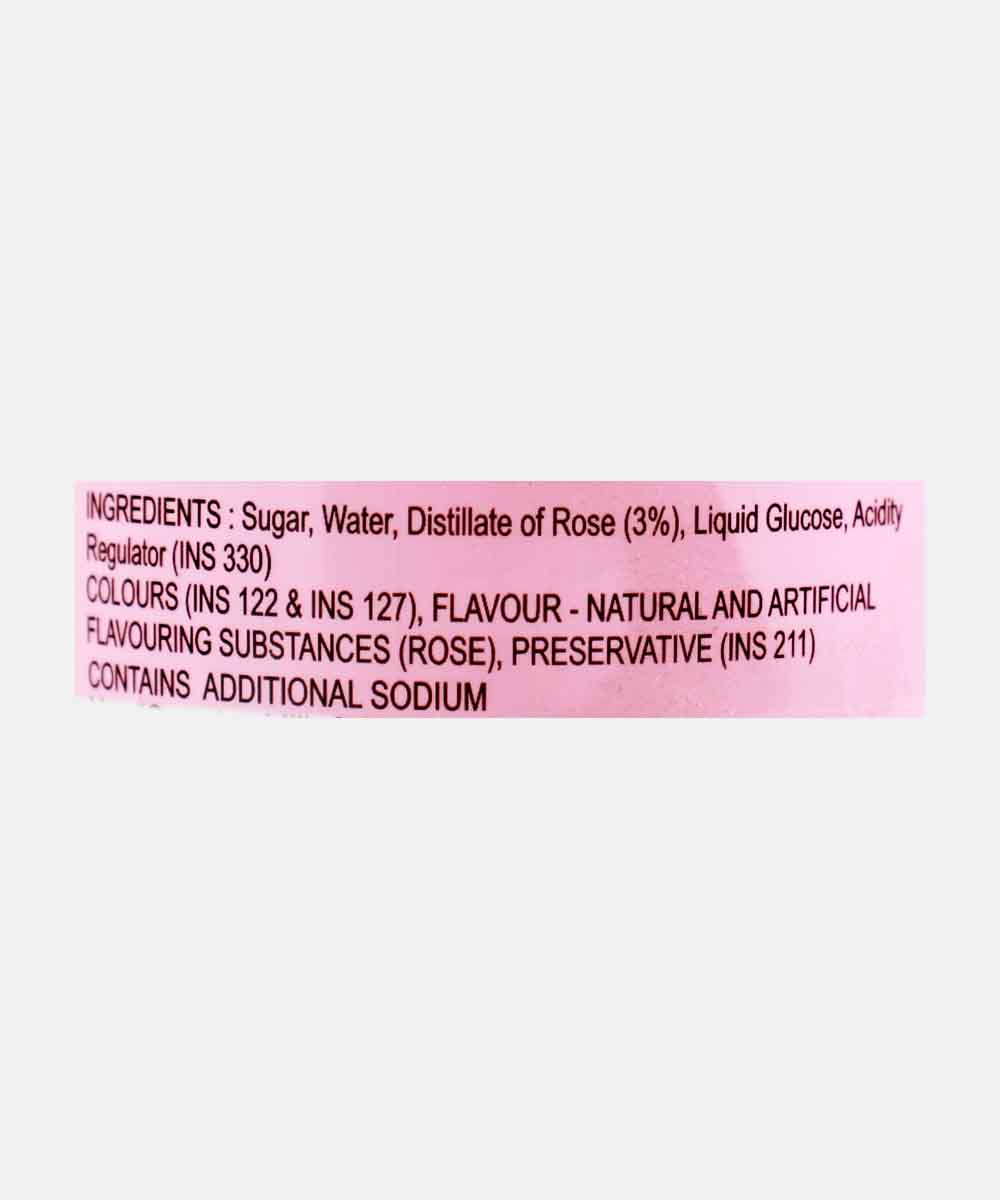 INGREDIENTS : Sugar, Water, Distillate of Rose (3%), Liquid Glucose, Acidity
Regulator (INS 330)
COLOURS (INS 122 & INS 127), FLAVOUR - NATURAL AND ARTIFICIAL
FLAVOURING SUBSTANCES (ROSE), PRESERVATIVE (INS 211)
CONTAINS ADDITIONAL SODIUM